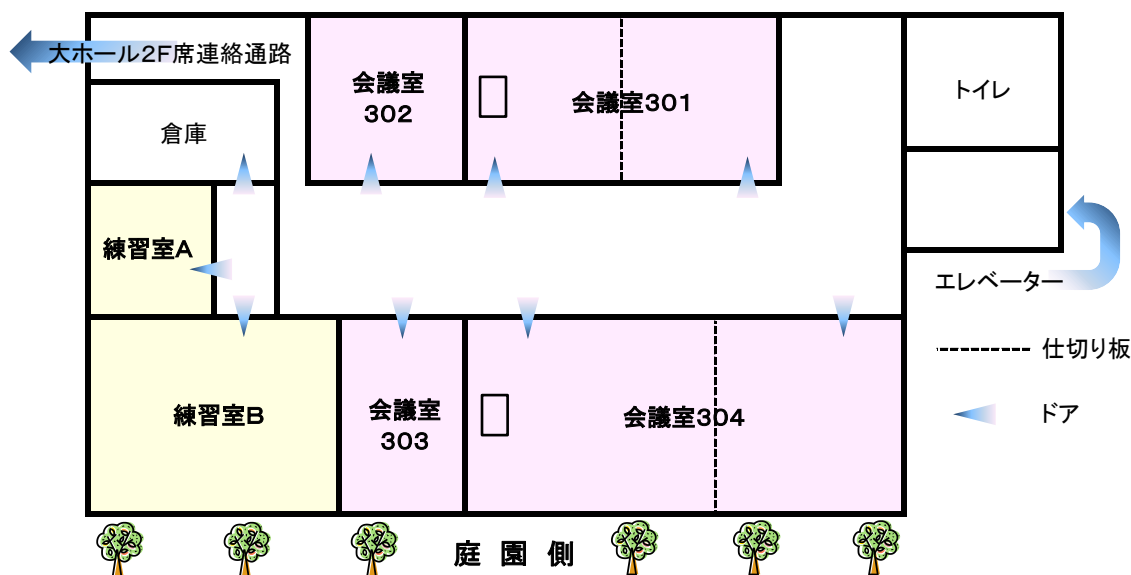 大ホール2F席連絡通路
会議室
302
会議室301
トイレ
倉庫
練習室A
エレベーター
仕切り板
練習室B
会議室
303
会議室304
ドア
庭園側